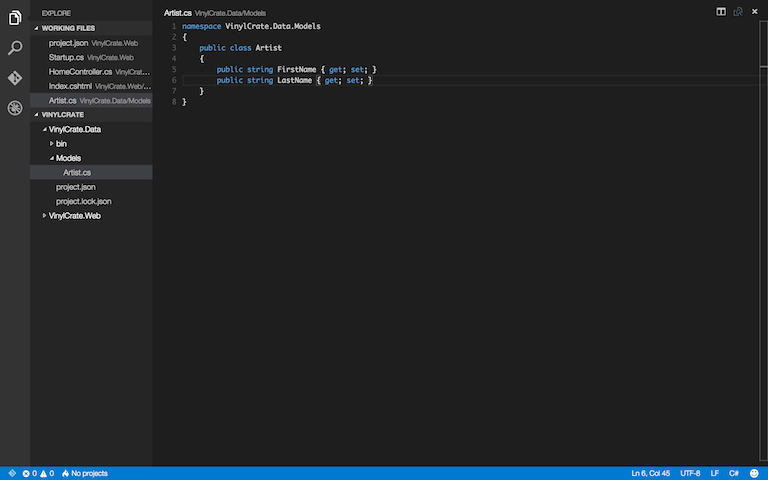 EXPLORE
WORKING FILES
project.json VinylCrate.Web
Startup.cs VinylCrate.Web
HomeController.cs VinylCrat...
Index.cshtml VinylCrate.Web/...
Artist.cs VinylCrate.Data/Models
VINYLCRATE
VinylCrate.Data
bin
Models
Artist.cs
project.json
project.lock.json
VinylCrate.Web
Artist.cs VinylCrate.Data/Models
1 namespace VinylCrate.Data.Models
2 {
3     public class Artist
4     {
5         public string FirstName { get; set; }
6         public string LastName { get; set; }
7     }
8 }
0 0 No projects
Ln 6, Col 45 UTF-8 LF C#